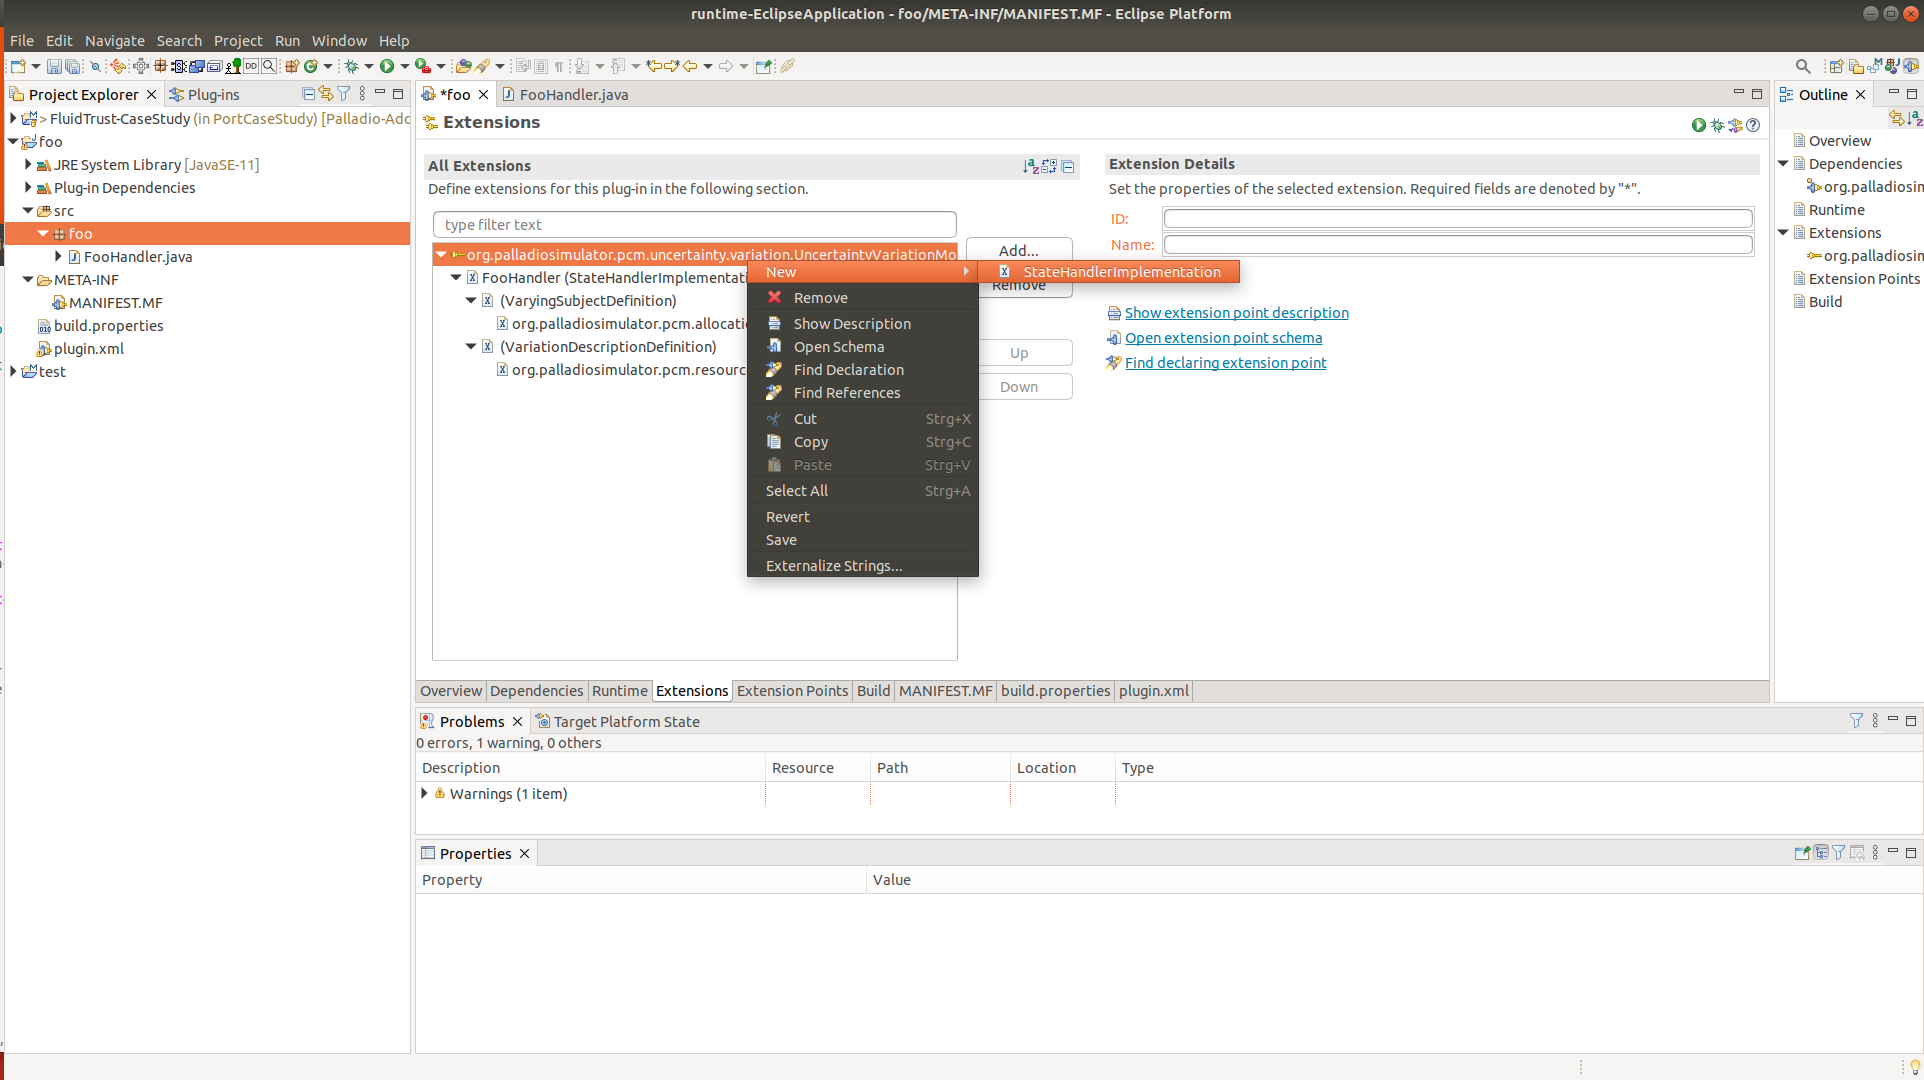 runtime-EclipseApplication - foo/META-INF/MANIFEST.MF - Eclipse Platform
File Edit Navigate Search Project Run Window Help
Project Explorer
Plug-ins
> FluidTrust-CaseStudy (in PortCaseStudy) [Palladio-Adc
foo
JRE System Library [JavaSE-11]
Plug-in Dependencies
src
foo
FooHandler.java
META-INF
MANIFEST.MF
build.properties
plugin.xml
test
*foo
FooHandler.java
Extensions
All Extensions
Define extensions for this plug-in in the following section.
type filter text
org.palladiosimulator.pcm.uncertainty.variation.UncertaintyVariationMo
FooHandler (StateHandlerImplementati
(VaryingSubjectDefinition)
org.palladiosimulator.pcm.allocati
(VariationDescriptionDefinition)
org.palladiosimulator.pcm.resourc
Add...
Remove
Up
Down
New
StateHandlerImplementation
Remove
Show Description
Open Schema
Find Declaration
Find References
Cut Strg+X
Copy Strg+C
Paste Strg+V
Select All Strg+A
Revert
Save
Externalize Strings...
Extension Details
Set the properties of the selected extension. Required fields are denoted by "*".
ID:
Name:
Show extension point description
Open extension point schema
Find declaring extension point
Overview Dependencies Runtime Extensions Extension Points Build MANIFEST.MF build.properties plugin.xml
Outline
Overview
Dependencies
org.palladiosim
Runtime
Extensions
org.palladiosim
Extension Points
Build
Problems
Target Platform State
0 errors, 1 warning, 0 others
Description Resource Path Location Type
Warnings (1 item)
Properties
Property Value